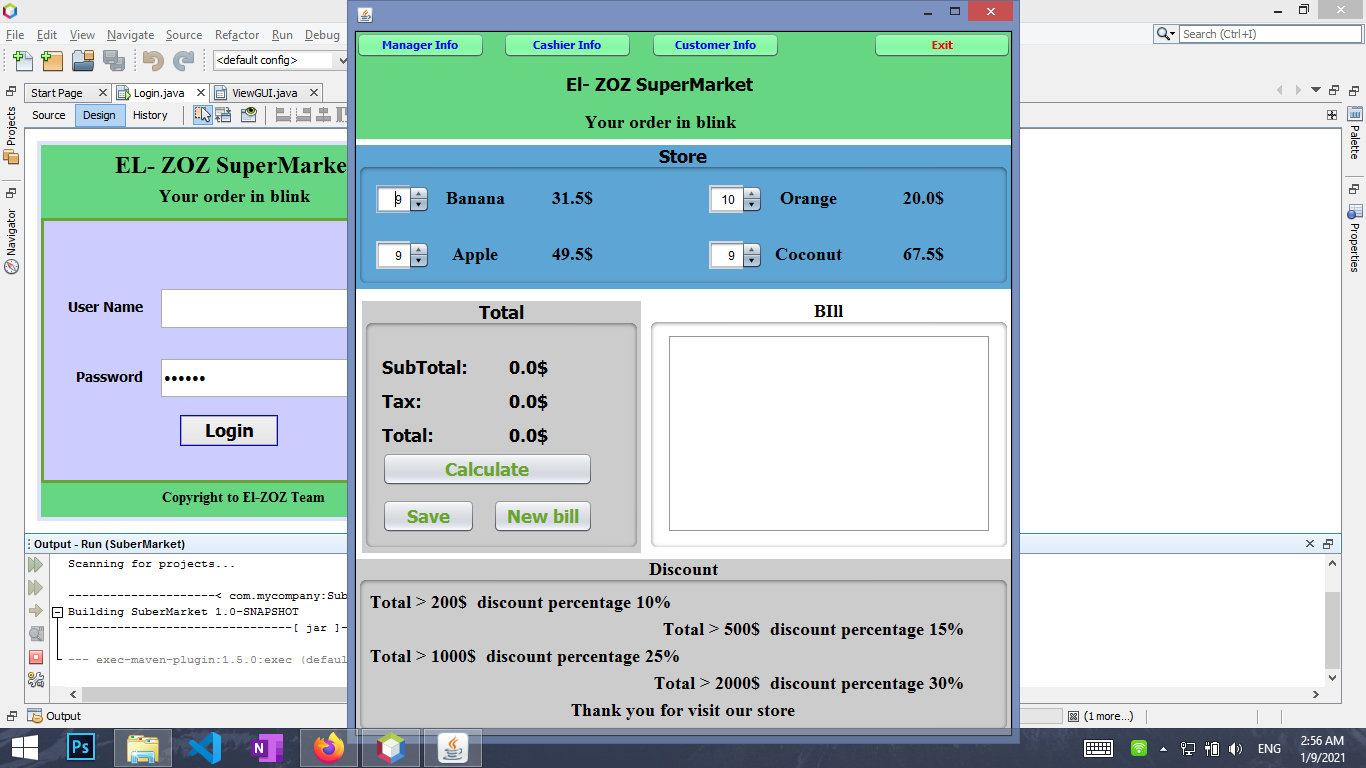 File Edit View Navigate Source Refactor Run Debug
Search (Ctrl+I)
<default config>
Start Page Login.java ViewGUI.java
Source Design History
Projects
Navigator
Palette
Properties
EL- ZOZ SuperMarke
Your order in blink
User Name
Password
Login
Copyright to El-ZOZ Team
Manager Info Cashier Info Customer Info Exit
El- ZOZ SuperMarket
Your order in blink
Store
9 Banana 31.5$ 10 Orange 20.0$
9 Apple 49.5$ 9 Coconut 67.5$
Total
SubTotal: 0.0$
Tax: 0.0$
Total: 0.0$
Calculate
Save New bill
BIll
Discount
Total > 200$ discount percentage 10%
Total > 500$ discount percentage 15%
Total > 1000$ discount percentage 25%
Total > 2000$ discount percentage 30%
Thank you for visit our store
Output - Run (SuberMarket)
Scanning for projects...
---------------------< com.mycompany:Sub
Building SuberMarket 1.0-SNAPSHOT
--------------------------------[ jar ]-
--- exec-maven-plugin:1.5.0:exec (defau
Output
(1 more...)
Ps
N
ENG
2:56 AM
1/9/2021